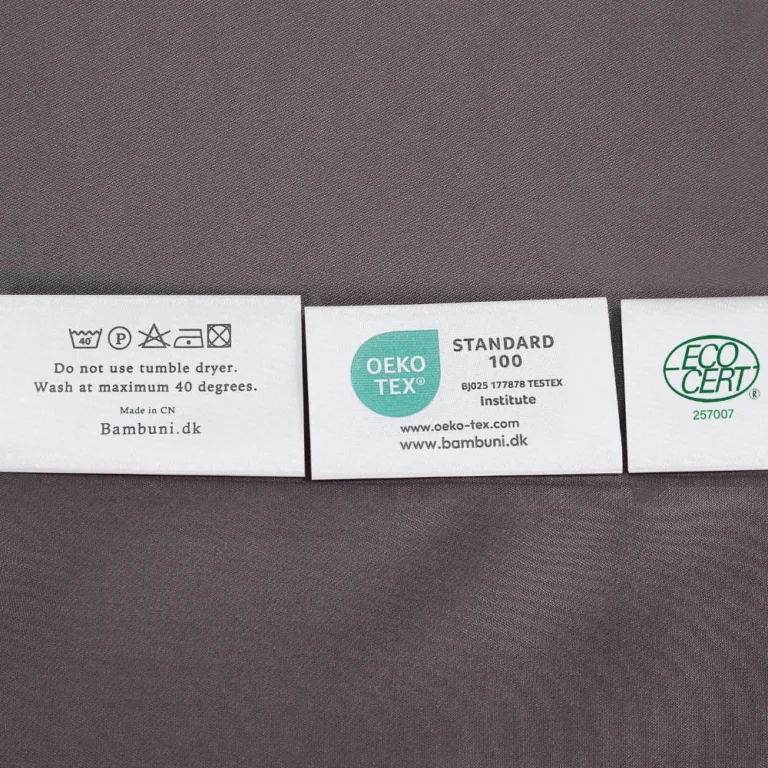 40
P
Do not use tumble dryer.
Wash at maximum 40 degrees.
Made in CN
Bambuni.dk
OEKO
TEX®
STANDARD
100
BJ025 177878 TESTEX
Institute
www.oeko-tex.com
www.bambuni.dk
ECO
CERT
®
257007